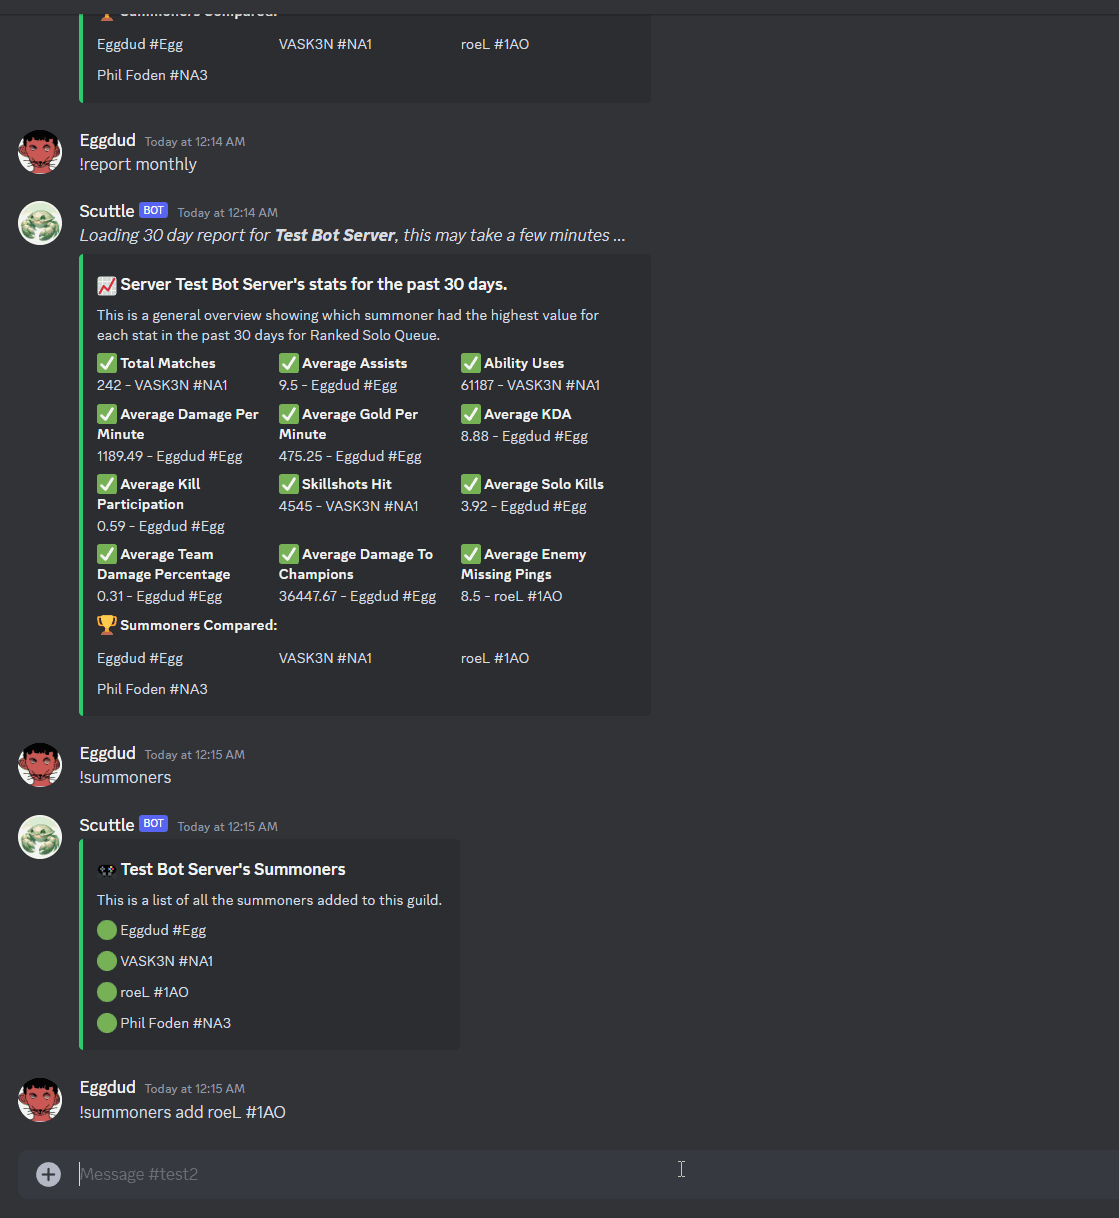 Summoners Compared:
Eggdud #Egg VASK3N #NA1 roeL #1AO
Phil Foden #NA3
Eggdud Today at 12:14 AM
!report monthly
Scuttle BOT Today at 12:14 AM
Loading 30 day report for Test Bot Server, this may take a few minutes ...
Server Test Bot Server's stats for the past 30 days.
This is a general overview showing which summoner had the highest value for
each stat in the past 30 days for Ranked Solo Queue.
Total Matches
242 - VASK3N #NA1
Average Assists
9.5 - Eggdud #Egg
Ability Uses
61187 - VASK3N #NA1
Average Damage Per
Minute
1189.49 - Eggdud #Egg
Average Gold Per
Minute
475.25 - Eggdud #Egg
Average KDA
8.88 - Eggdud #Egg
Average Kill
Participation
0.59 - Eggdud #Egg
Skillshots Hit
4545 - VASK3N #NA1
Average Solo Kills
3.92 - Eggdud #Egg
Average Team
Damage Percentage
0.31 - Eggdud #Egg
Average Damage To
Champions
36447.67 - Eggdud #Egg
Average Enemy
Missing Pings
8.5 - roeL #1AO
Summoners Compared:
Eggdud #Egg VASK3N #NA1 roeL #1AO
Phil Foden #NA3
Eggdud Today at 12:15 AM
!summoners
Scuttle BOT Today at 12:15 AM
Test Bot Server's Summoners
This is a list of all the summoners added to this guild.
Eggdud #Egg
VASK3N #NA1
roeL #1AO
Phil Foden #NA3
Eggdud Today at 12:15 AM
!summoners add roeL #1AO
Message #test2